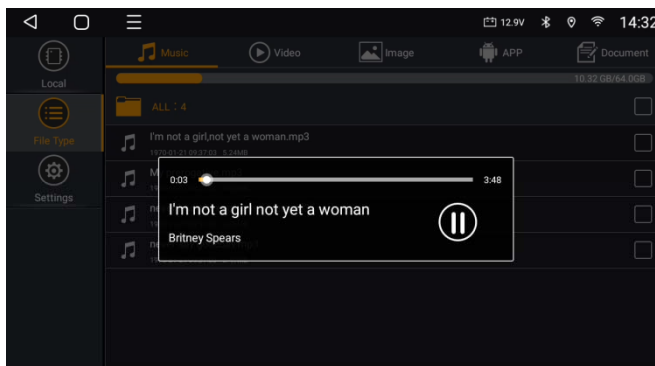 12.9V 14:32
Music Video Image APP Document
10.32 GB/64.0GB
Local
ALL : 4
File Type
I'm not a girl,not yet a woman.mp3
1970-01-21 09:37:03 5.24MB
0:03 3:48
Settings
I'm not a girl not yet a woman
Britney Spears